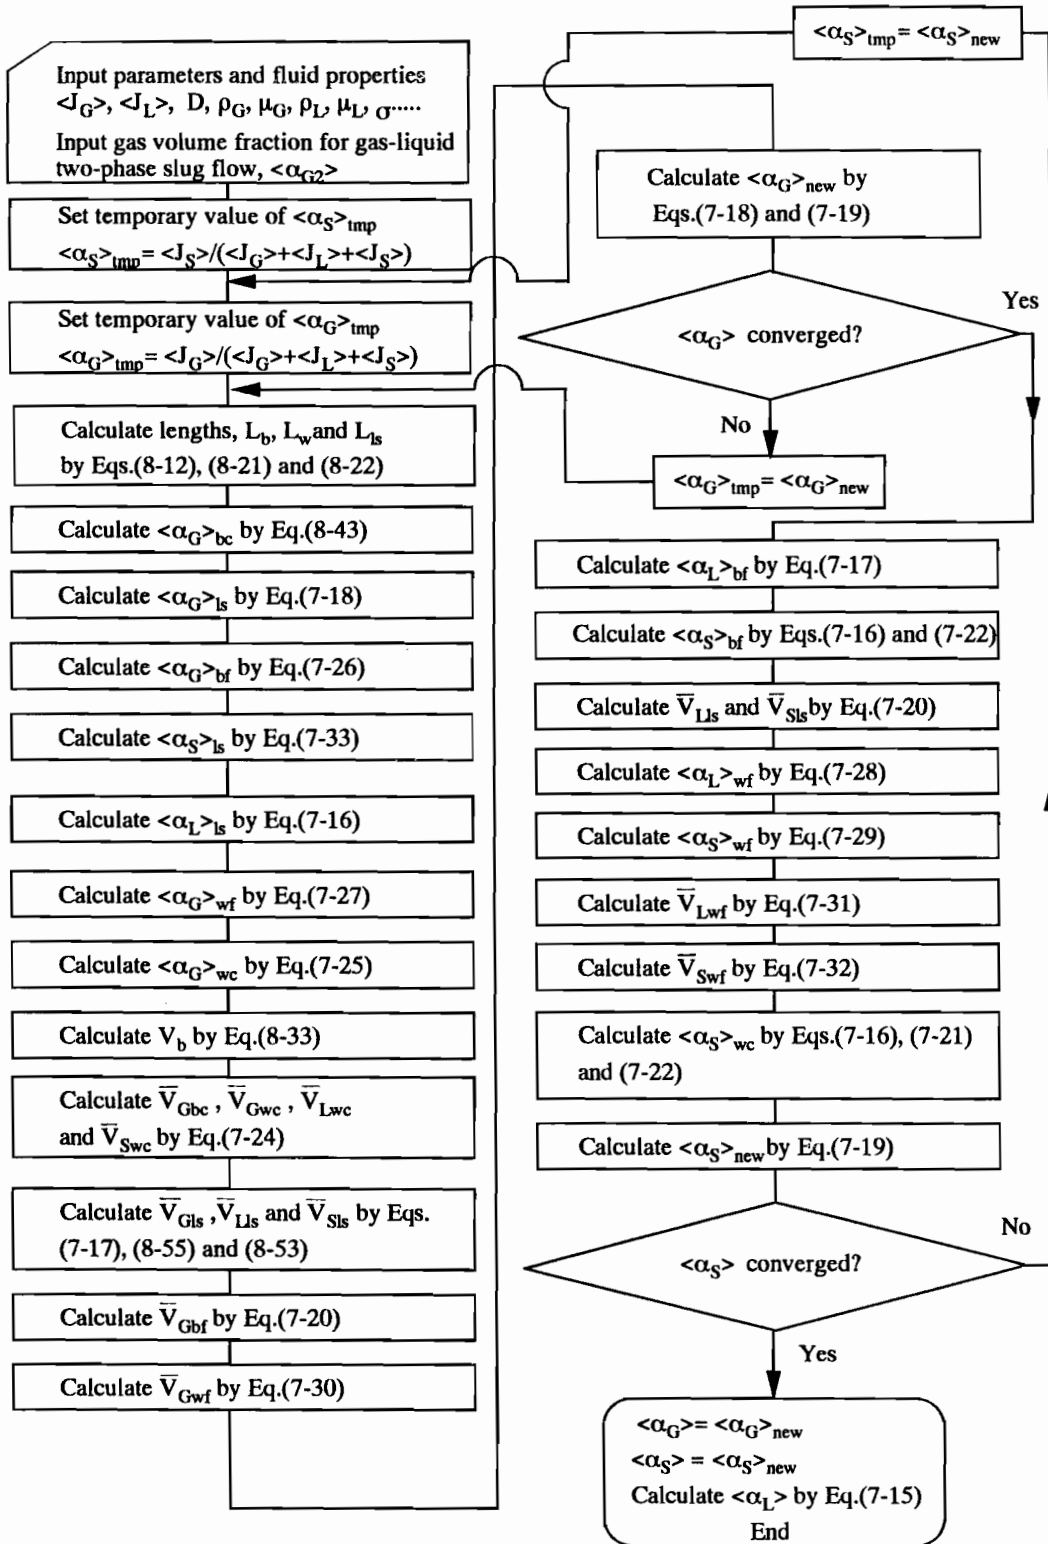 Input parameters and fluid properties
<J_G>, <J_L>, D, ρ_G, μ_G, ρ_L, μ_L, σ.....
Input gas volume fraction for gas-liquid
two-phase slug flow, <α_G2>
Set temporary value of <α_S>_tmp
<α_S>_tmp = <J_S>/(<J_G>+<J_L>+<J_S>)
Set temporary value of <α_G>_tmp
<α_G>_tmp = <J_G>/(<J_G>+<J_L>+<J_S>)
Calculate lengths, L_b, L_w and L_ls
by Eqs.(8-12), (8-21) and (8-22)
Calculate <α_G>_bc by Eq.(8-43)
Calculate <α_G>_ls by Eq.(7-18)
Calculate <α_G>_bf by Eq.(7-26)
Calculate <α_S>_ls by Eq.(7-33)
Calculate <α_L>_ls by Eq.(7-16)
Calculate <α_G>_wf by Eq.(7-27)
Calculate <α_G>_wc by Eq.(7-25)
Calculate V_b by Eq.(8-33)
Calculate V̅_Gbc , V̅_Gwc , V̅_Lwc
and V̅_Swc by Eq.(7-24)
Calculate V̅_Gls ,V̅_Lls and V̅_Sls by Eqs.
(7-17), (8-55) and (8-53)
Calculate V̅_Gbf by Eq.(7-20)
Calculate V̅_Gwf by Eq.(7-30)
<α_S>_tmp = <α_S>_new
Calculate <α_G>_new by
Eqs.(7-18) and (7-19)
<α_G> converged?
Yes
No
<α_G>_tmp = <α_G>_new
Calculate <α_L>_bf by Eq.(7-17)
Calculate <α_S>_bf by Eqs.(7-16) and (7-22)
Calculate V̅_Lls and V̅_Sls by Eq.(7-20)
Calculate <α_L>_wf by Eq.(7-28)
Calculate <α_S>_wf by Eq.(7-29)
Calculate V̅_Lwf by Eq.(7-31)
Calculate V̅_Swf by Eq.(7-32)
Calculate <α_S>_wc by Eqs.(7-16), (7-21)
and (7-22)
Calculate <α_S>_new by Eq.(7-19)
<α_S> converged?
No
Yes
<α_G>= <α_G>_new
<α_S> = <α_S>_new
Calculate <α_L> by Eq.(7-15)
End